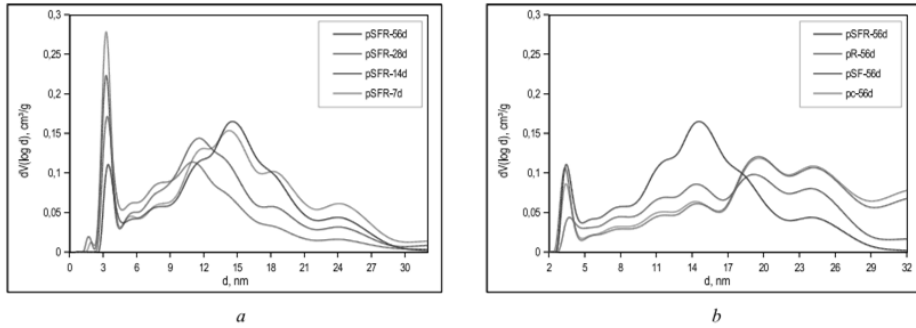 0,3
0,25
0,2
0,15
0,1
0,05
0
dV(log d), cm³/g
pSFR-56d
pSFR-28d
pSFR-14d
pSFR-7d
0 3 6 9 12 15 18 21 24 27 30
d, nm
a
0,3
0,25
0,2
0,15
0,1
0,05
0
dV(log d), cm³/g
pSFR-56d
pR-56d
pSF-56d
pc-56d
2 5 8 11 14 17 20 23 26 29 32
d, nm
b